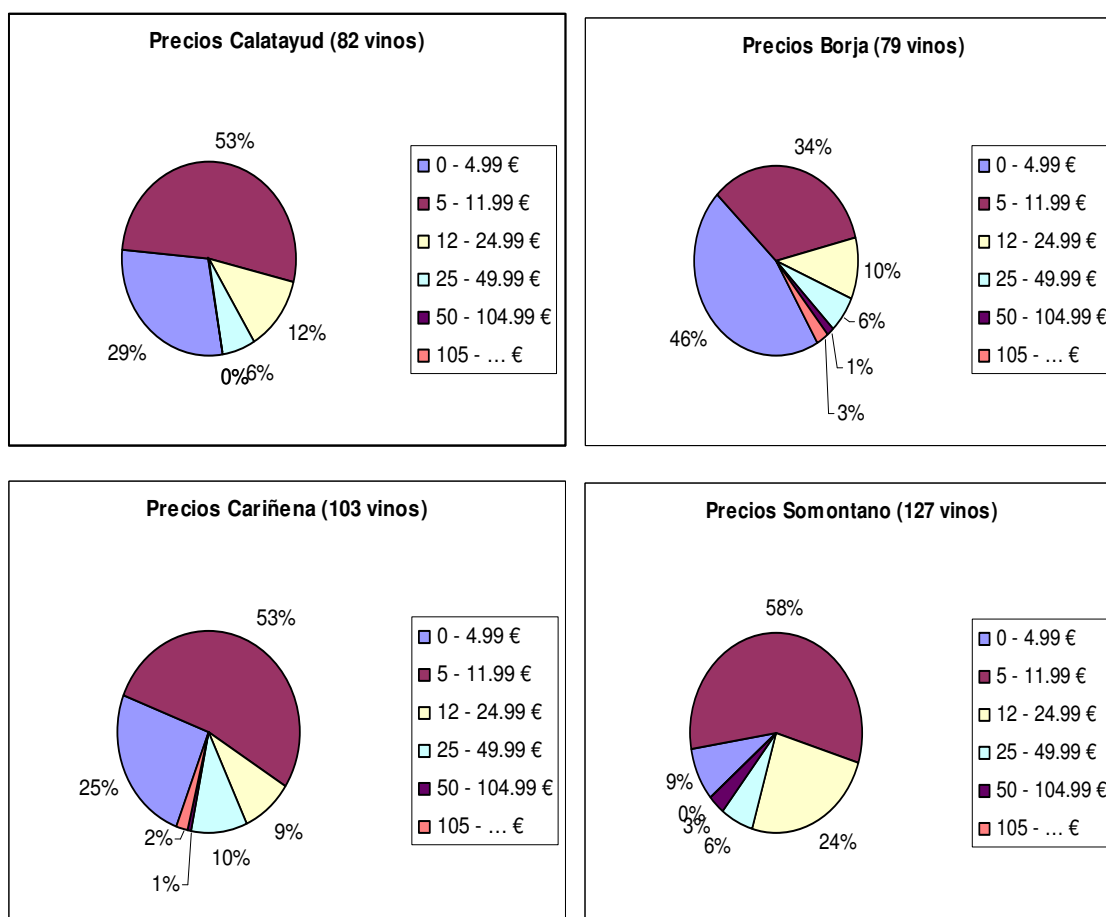 Precios Calatayud (82 vinos)
53%
29%
12%
0%
0%
6%
0 - 4.99 €
5 - 11.99 €
12 - 24.99 €
25 - 49.99 €
50 - 104.99 €
105 - ... €
Precios Borja (79 vinos)
34%
10%
6%
46%
1%
3%
0 - 4.99 €
5 - 11.99 €
12 - 24.99 €
25 - 49.99 €
50 - 104.99 €
105 - ... €
Precios Cariñena (103 vinos)
53%
25%
9%
2%
10%
1%
0 - 4.99 €
5 - 11.99 €
12 - 24.99 €
25 - 49.99 €
50 - 104.99 €
105 - ... €
Precios Somontano (127 vinos)
58%
9%
0%
3%
6%
24%
0 - 4.99 €
5 - 11.99 €
12 - 24.99 €
25 - 49.99 €
50 - 104.99 €
105 - ... €